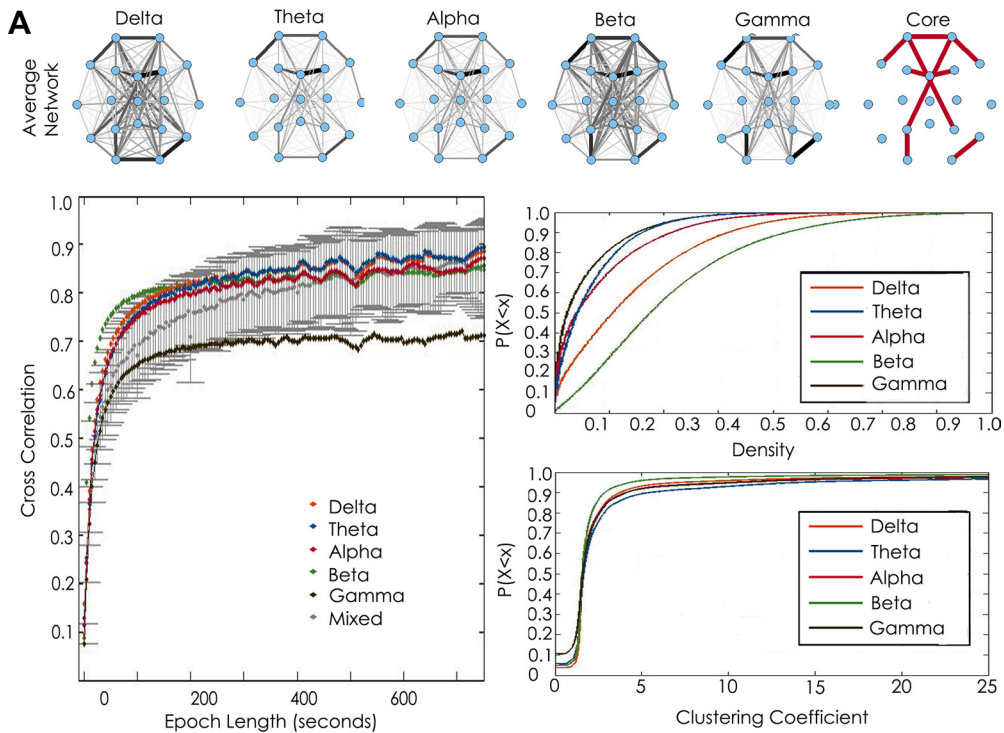 A
Delta Theta Alpha Beta Gamma Core
Average
Network
1.0
0.9
0.8
0.7
0.6
0.5
0.4
0.3
0.2
0.1
Cross Correlation
0 200 400 600
Epoch Length (seconds)
Delta
Theta
Alpha
Beta
Gamma
Mixed
1.0
0.9
0.8
0.7
0.6
0.5
0.4
0.3
0.2
0.1
0
P(X<x)
0.1 0.2 0.3 0.4 0.5 0.6 0.7 0.8 0.9 1.0
Density
Delta
Theta
Alpha
Beta
Gamma
1.0
0.9
0.8
0.7
0.6
0.5
0.4
0.3
0.2
0.1
0
P(X<x)
0 5 10 15 20 25
Clustering Coefficient
Delta
Theta
Alpha
Beta
Gamma